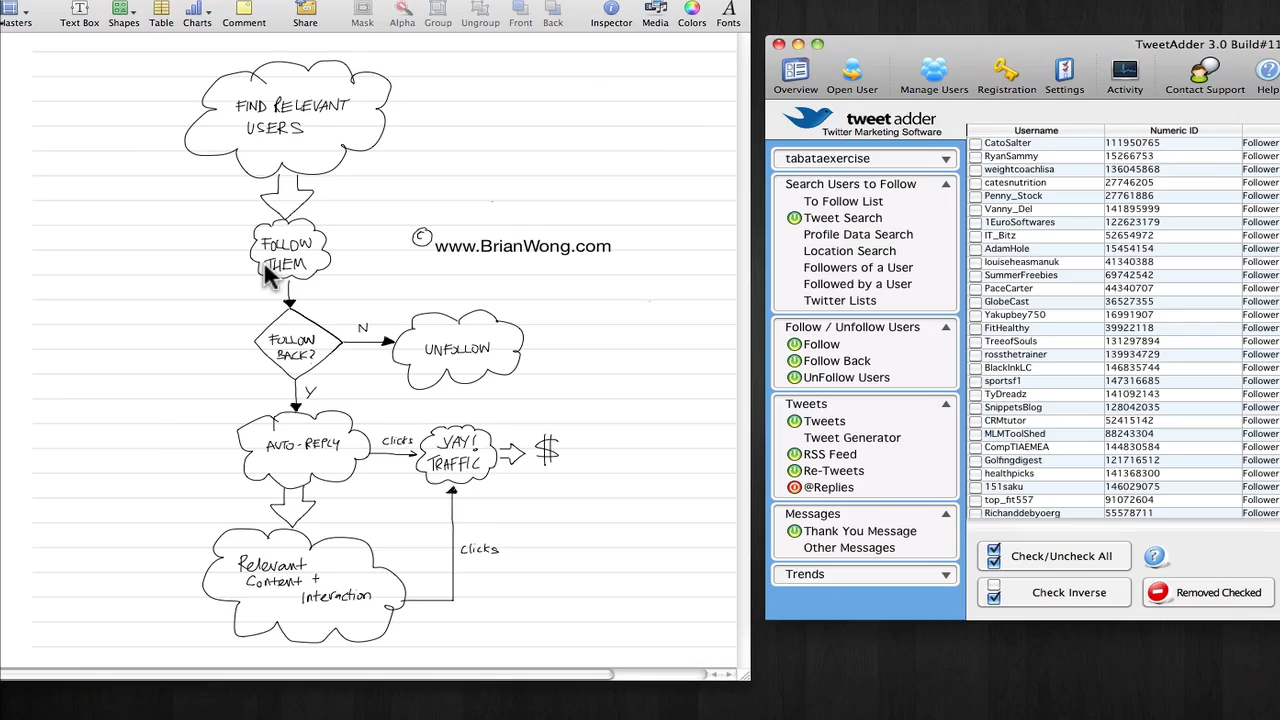 Masters
Text Box
Shapes
Table
Charts
Comment
Share
Mask
Alpha
Group
Ungroup
Front
Back
Inspector
Media
Colors
Fonts
FIND RELEVANT
USERS
FOLLOW
THEM
© www.BrianWong.com
FOLLOW
BACK?
N
UNFOLLOW
Y
AUTO-REPLY
clicks
YAY!
TRAFFIC
$
Relevant
Content +
Interaction
clicks
TweetAdder 3.0 Build#11
Overview
Open User
Manage Users
Registration
Settings
Activity
Contact Support
Help
tweet adder
Twitter Marketing Software
tabataexercise
Search Users to Follow
To Follow List
Tweet Search
Profile Data Search
Location Search
Followers of a User
Followed by a User
Twitter Lists
Follow / Unfollow Users
Follow
Follow Back
UnFollow Users
Tweets
Tweets
Tweet Generator
RSS Feed
Re-Tweets
@Replies
Messages
Thank You Message
Other Messages
Trends
Username Numeric ID
CatoSalter 111950765 Follower
RyanSammy 15266753 Follower
weightcoachlisa 136045868 Follower
catesnutrition 27746205 Follower
Penny_Stock 27761886 Follower
Vanny_Del 141895999 Follower
1EuroSoftwares 122623179 Follower
IT_Bitz 52654972 Follower
AdamHole 15454154 Follower
louiseheasmanuk 41340388 Follower
SummerFreebies 69742542 Follower
PaceCarter 44340707 Follower
GlobeCast 36527355 Follower
Yakupbey750 16991907 Follower
FitHealthy 39922118 Follower
TreeofSouls 131297894 Follower
rossthetrainer 139934729 Follower
BlackInkLC 146835744 Follower
sportsf1 147316685 Follower
TyDreadz 141092143 Follower
SnippetsBlog 128042035 Follower
CRMtutor 52415142 Follower
MLMToolShed 88243304 Follower
CompTIAEMEA 144830584 Follower
Golfingdigest 121716512 Follower
healthpicks 141368300 Follower
151saku 146029075 Follower
top_fit557 91072604 Follower
Richanddebyoerg 55578711 Follower
Check/Uncheck All
Check Inverse
Removed Checked